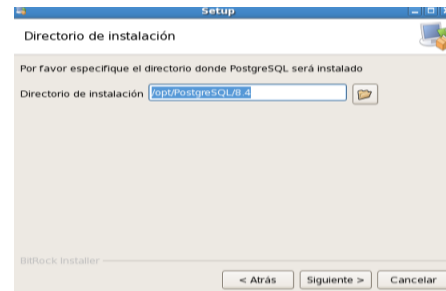 Setup
Directorio de instalación
Por favor especifique el directorio donde PostgreSQL será instalado
Directorio de instalación /opt/PostgreSQL/8.4
BitRock Installer
< Atrás Siguiente > Cancelar